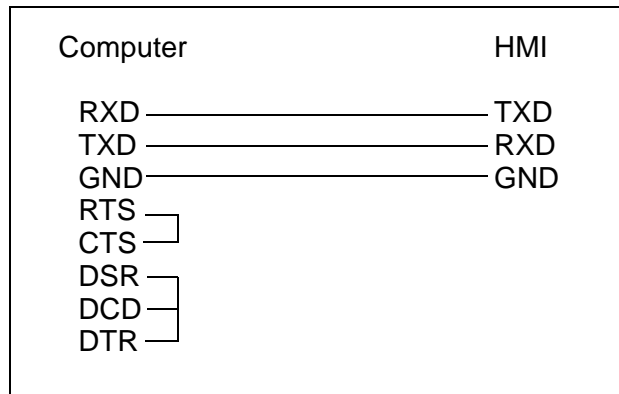 Computer HMI
RXD TXD
TXD RXD
GND GND
RTS
CTS
DSR
DCD
DTR